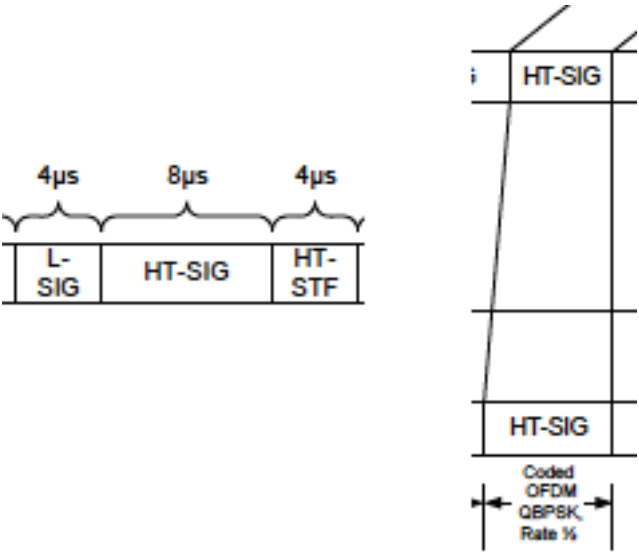 4μs 8μs 4μs
L-
SIG
HT-SIG
HT-
STF
HT-SIG
HT-SIG
Coded
OFDM
QBPSK,
Rate ½